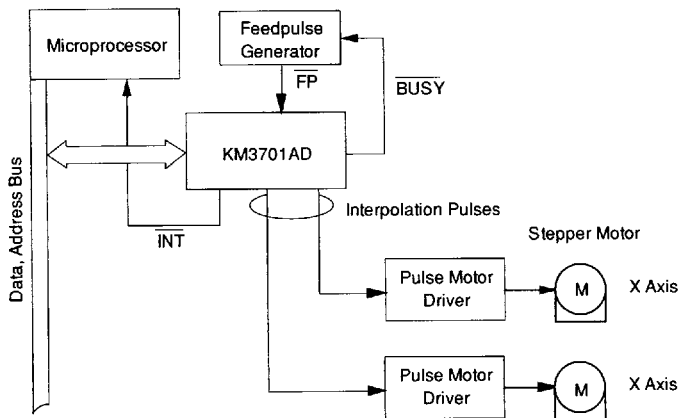 Microprocessor
Feedpulse
Generator
FP
BUSY
KM3701AD
Data, Address Bus
INT
Interpolation Pulses
Stepper Motor
Pulse Motor
Driver
M
X Axis
Pulse Motor
Driver
M
X Axis